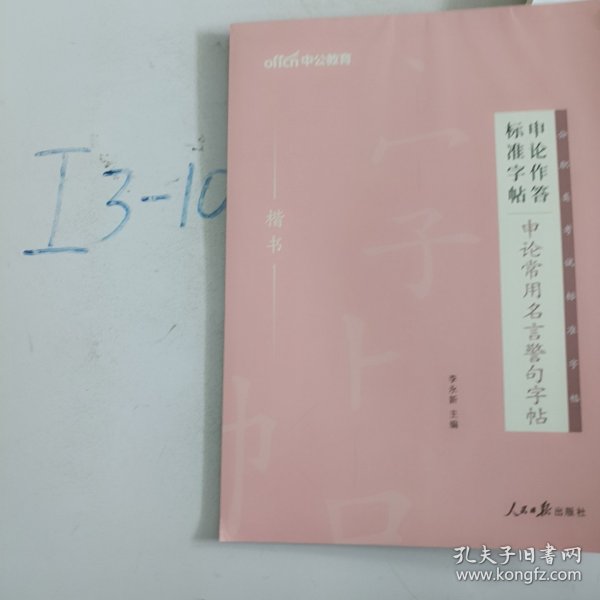 offcn中公教育
I3-10
楷书
申论作答
标准字帖
申论常用名言警句字帖
公职类考试标准字帖
李永新 主编
人民日报出版社
孔夫子旧书网
www.kongfz.com